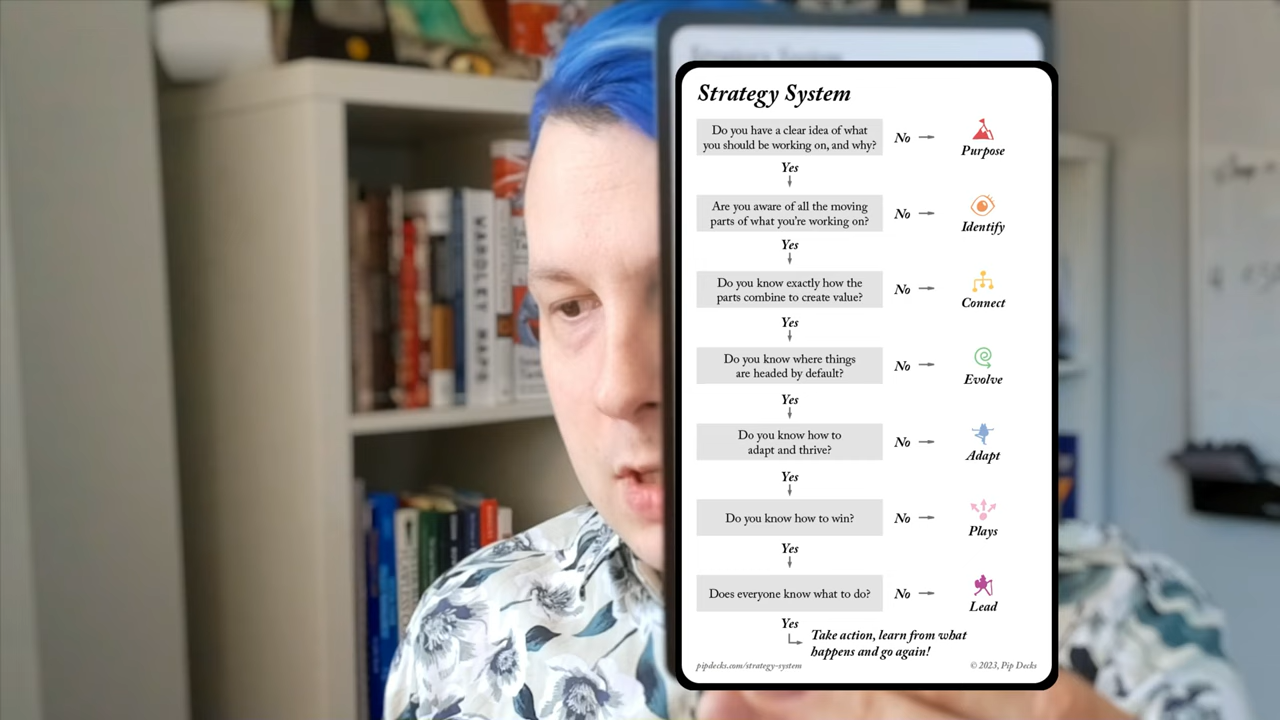 Strategy System
Do you have a clear idea of what
you should be working on, and why?
No
Purpose
Yes
Are you aware of all the moving
parts of what you're working on?
No
Identify
Yes
Do you know exactly how the
parts combine to create value?
No
Connect
Yes
Do you know where things
are headed by default?
No
Evolve
Yes
Do you know how to
adapt and thrive?
No
Adapt
Yes
Do you know how to win?
No
Plays
Yes
Does everyone know what to do?
No
Lead
Yes
Take action, learn from what
happens and go again!
pipdecks.com/strategy-system
© 2023, Pip Decks
WARDLEY MAPS
Strategy System